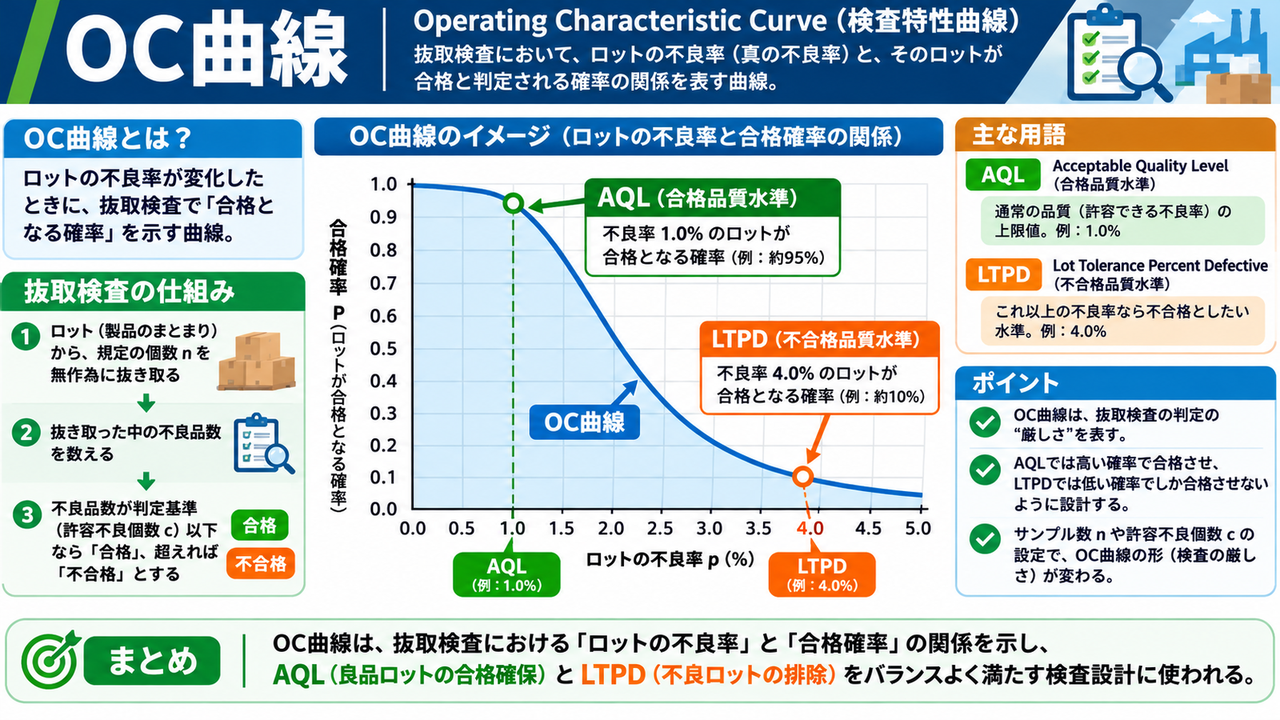 OC曲線
Operating Characteristic Curve（検査特性曲線）
抜取検査において、ロットの不良率（真の不良率）と、そのロットが
合格と判定される確率の関係を表す曲線。
OC曲線とは？
ロットの不良率が変化した
ときに、抜取検査で「合格と
なる確率」を示す曲線。
抜取検査の仕組み
1
ロット（製品のまとまり）
から、規定の個数 n を
無作為に抜き取る
2
抜き取った中の不良品数
を数える
3
不良品数が判定基準
（許容不良個数 c）以下
なら「合格」、超えれば
「不合格」とする
合格
不合格
OC曲線のイメージ（ロットの不良率と合格確率の関係）
合格確率 P（ロットが合格となる確率）
1.0
0.9
0.8
0.7
0.6
0.5
0.4
0.3
0.2
0.1
0.0
AQL（合格品質水準）
不良率 1.0% のロットが
合格となる確率（例：約95%）
LTPD（不合格品質水準）
不良率 4.0% のロットが
合格となる確率（例：約10%）
OC曲線
0.0 0.5 1.0 1.5 2.0 2.5 3.0 3.5 4.0 4.5 5.0
ロットの不良率 p（%）
AQL
（例：1.0%）
LTPD
（例：4.0%）
主な用語
AQL
Acceptable Quality Level
（合格品質水準）
通常の品質（許容できる不良率）の
上限値。例：1.0%
LTPD
Lot Tolerance Percent Defective
（不合格品質水準）
これ以上の不良率なら不合格としたい
水準。例：4.0%
ポイント
OC曲線は、抜取検査の判定の
“厳しさ”を表す。
AQLでは高い確率で合格させ、
LTPDでは低い確率でしか合格させない
ように設計する。
サンプル数 n や許容不良個数 c の
設定で、OC曲線の形（検査の厳し
さ）が変わる。
まとめ
OC曲線は、抜取検査における「ロットの不良率」と「合格確率」の関係を示し、
AQL（良品ロットの合格確保）と LTPD（不良ロットの排除）をバランスよく満たす検査設計に使われる。